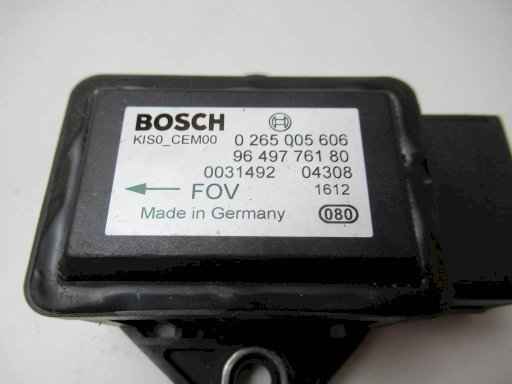 BOSCH
KIS0_CEM00 0 265 005 606
96 497 761 80
0031492 04308
FOV 1612
Made in Germany 080